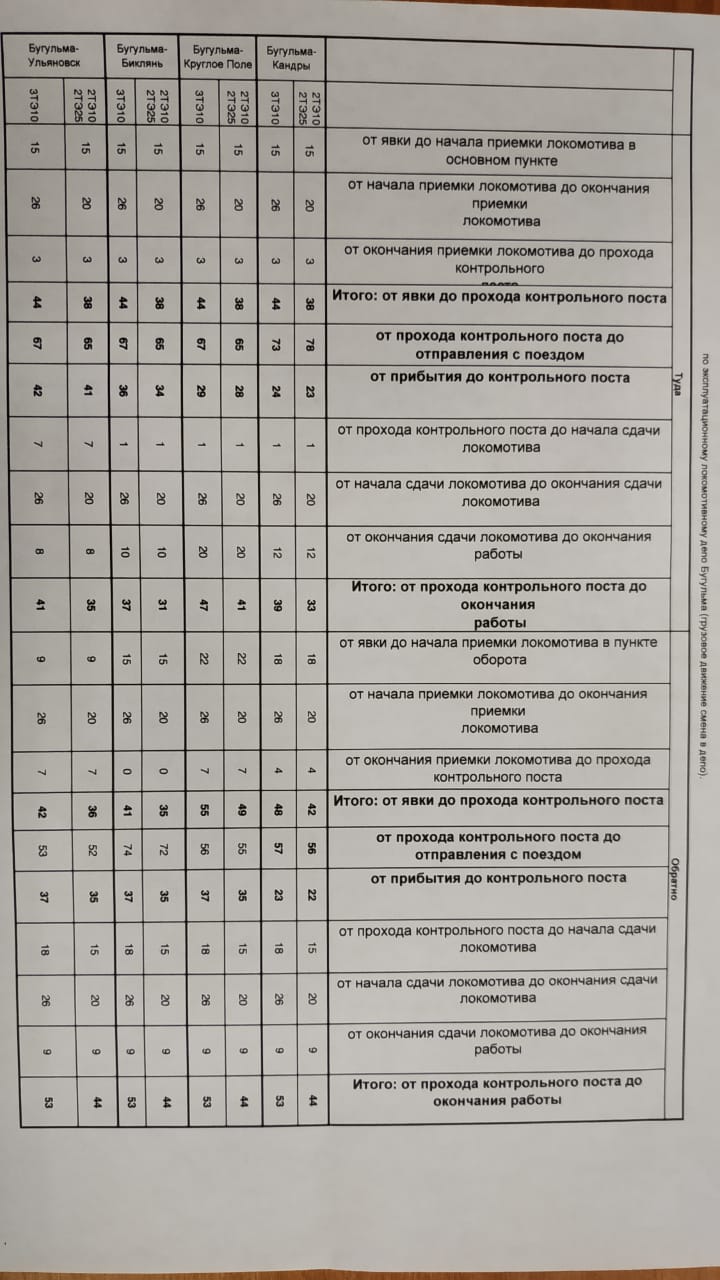 по эксплуатационному локомотивному депо Бугульма (грузовое движение смена в депо).
Туда
Обратно
от явки до начала приемки локомотива в
основном пункте
от начала приемки локомотива до окончания
приемки
локомотива
от окончания приемки локомотива до прохода
контрольного
поста
Итого: от явки до прохода контрольного поста
от прохода контрольного поста до
отправления с поездом
от прибытия до контрольного поста
от прохода контрольного поста до начала сдачи
локомотива
от начала сдачи локомотива до окончания сдачи
локомотива
от окончания сдачи локомотива до окончания
работы
Итого: от прохода контрольного поста до
окончания
работы
от явки до начала приемки локомотива в пункте
оборота
от начала приемки локомотива до окончания
приемки
локомотива
от окончания приемки локомотива до прохода
контрольного поста
Итого: от явки до прохода контрольного поста
от прохода контрольного поста до
отправления с поездом
от прибытия до контрольного поста
от прохода контрольного поста до начала сдачи
локомотива
от начала сдачи локомотива до окончания сдачи
локомотива
от окончания сдачи локомотива до окончания
работы
Итого: от прохода контрольного поста до
окончания работы
Бугульма-
Кандры
2ТЭ10
2ТЭ25
15 20 3 38 78 23 1 20 12 33 18 20 4 42 56 22 15 20 9 44
3ТЭ10 15 26 3 44 73 24 1 26 12 39 18 26 4 48 57 23 18 26 9 53
Бугульма-
Круглое Поле
2ТЭ10
2ТЭ25
15 20 3 38 65 28 1 20 20 41 22 20 7 49 55 35 15 20 9 44
3ТЭ10 15 26 3 44 67 29 1 26 20 47 22 26 7 55 56 37 18 26 9 53
Бугульма-
Биклянь
2ТЭ10
2ТЭ25
15 20 3 38 65 34 1 20 10 31 15 20 0 35 72 35 15 20 9 44
3ТЭ10 15 26 3 44 67 36 1 26 10 37 15 26 0 41 74 37 18 26 9 53
Бугульма-
Ульяновск
2ТЭ10
2ТЭ25
15 20 3 38 65 41 7 20 8 35 9 20 7 36 52 35 15 20 9 44
3ТЭ10 15 26 3 44 67 42 7 26 8 41 9 26 7 42 53 37 18 26 9 53